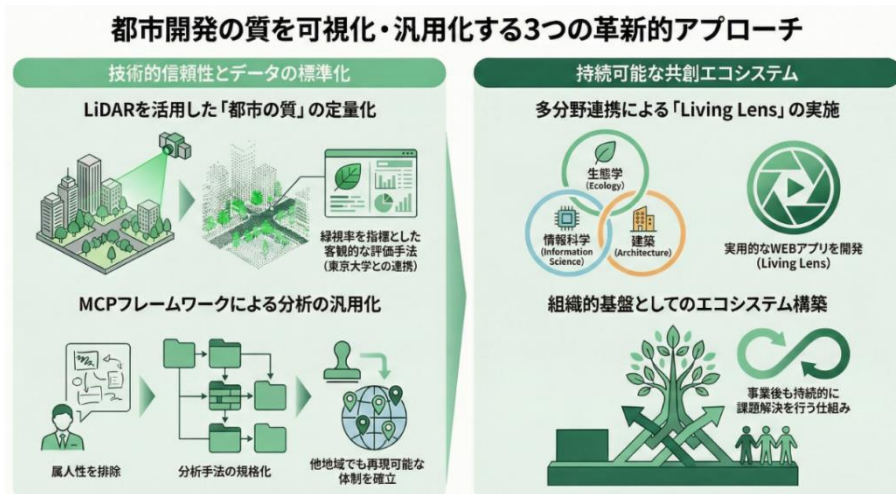 都市開発の質を可視化・汎用化する3つの革新的アプローチ
技術的信頼性とデータの標準化
LiDARを活用した「都市の質」の定量化
緑視率を指標とした
客観的な評価手法
(東京大学との連携)
MCPフレームワークによる分析の汎用化
属人性を排除
分析手法の規格化
他地域でも再現可能な
体制を確立
持続可能な共創エコシステム
多分野連携による「Living Lens」の実施
生態学
(Ecology)
情報科学
(Information
Science)
建築
(Architecture)
実用的なWEBアプリを開発
(Living Lens)
組織的基盤としてのエコシステム構築
事業後も持続的に
課題解決を行う仕組み